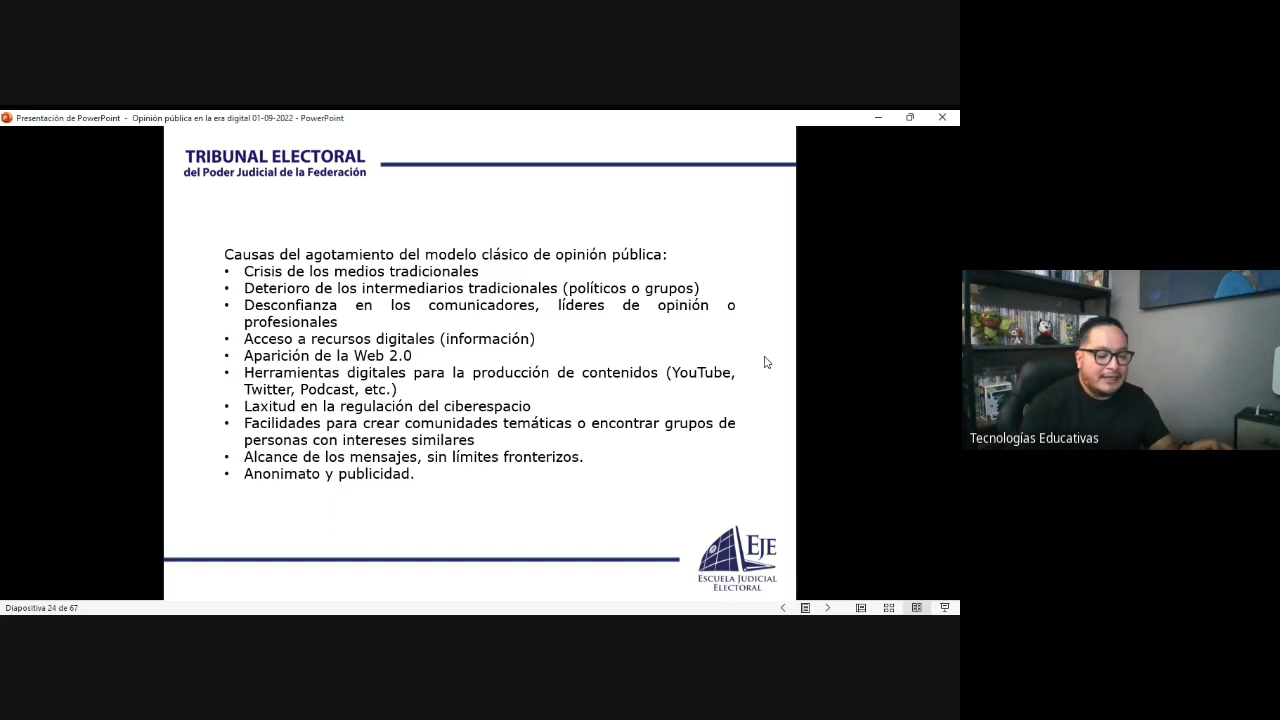 Presentación de PowerPoint - Opinión pública en la era digital 01-09-2022 - PowerPoint
TRIBUNAL ELECTORAL
del Poder Judicial de la Federación
Causas del agotamiento del modelo clásico de opinión pública:
• Crisis de los medios tradicionales
• Deterioro de los intermediarios tradicionales (políticos o grupos)
• Desconfianza en los comunicadores, líderes de opinión o
profesionales
• Acceso a recursos digitales (información)
• Aparición de la Web 2.0
• Herramientas digitales para la producción de contenidos (YouTube,
Twitter, Podcast, etc.)
• Laxitud en la regulación del ciberespacio
• Facilidades para crear comunidades temáticas o encontrar grupos de
personas con intereses similares
• Alcance de los mensajes, sin límites fronterizos.
• Anonimato y publicidad.
EJE
ESCUELA JUDICIAL
ELECTORAL
Diapositiva 24 de 67
Tecnologías Educativas